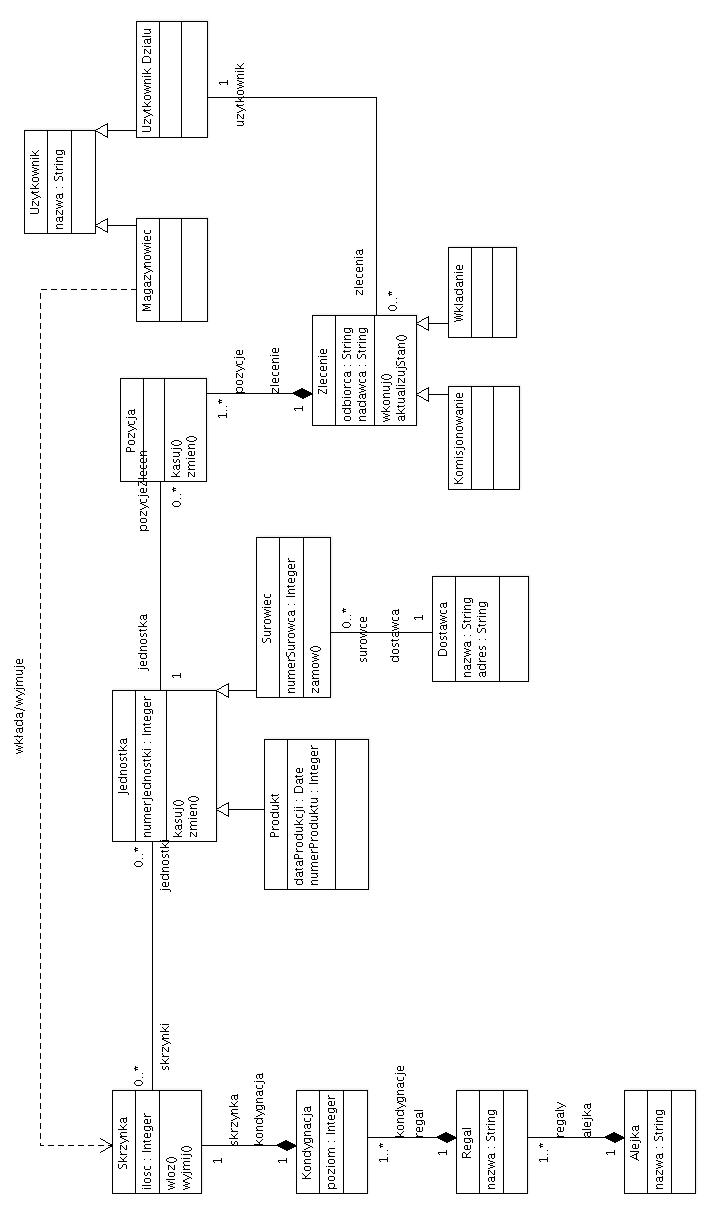 wkłada/wyjmuje
Uzytkownik
nazwa : String
Magazynowiec
Uzytkownik Dzialu
1
uzytkownik
zlecenia
0..*
Skrzynka
ilosc : Integer
wloz()
wyjmij()
0..*
skrzynki
0..*
jednostki
Jednostka
numerJednostki : Integer
kasuj()
zmien()
jednostka
1
pozycjeZlecen
0..*
Pozycja
kasuj()
zmien()
1..*
pozycje
zlecenie
1
Zlecenie
odbiorca : String
nadawca : String
wkonuj()
aktualizujStan()
Komisjonowanie
Wkladanie
Surowiec
numerSurowca : Integer
zamow()
0..*
surowce
dostawca
1
Dostawca
nazwa : String
adres : String
Produkt
dataProdukcji : Date
numerProduktu : Integer
1
skrzynka
kondygnacja
1
Kondygnacja
poziom : Integer
1..*
kondygnacje
regal
1
Regal
nazwa : String
1..*
regaly
alejka
1
Alejka
nazwa : String